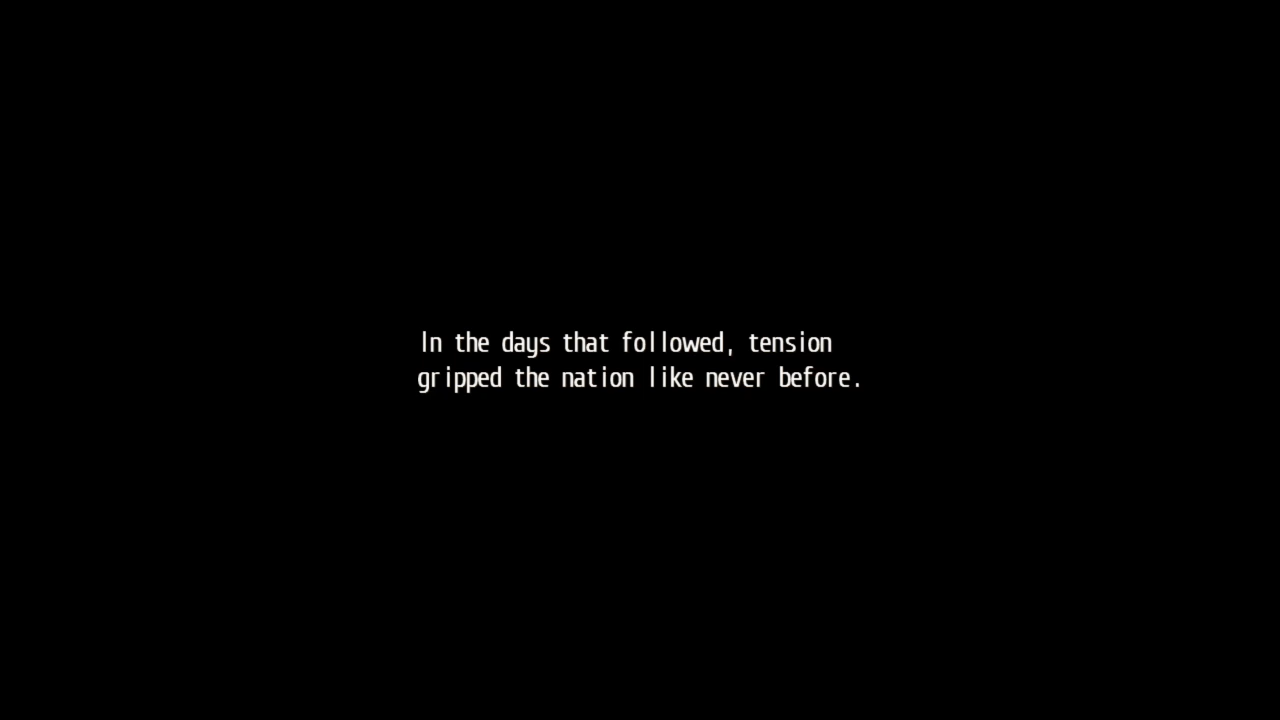 In the days that followed, tension
gripped the nation like never before.